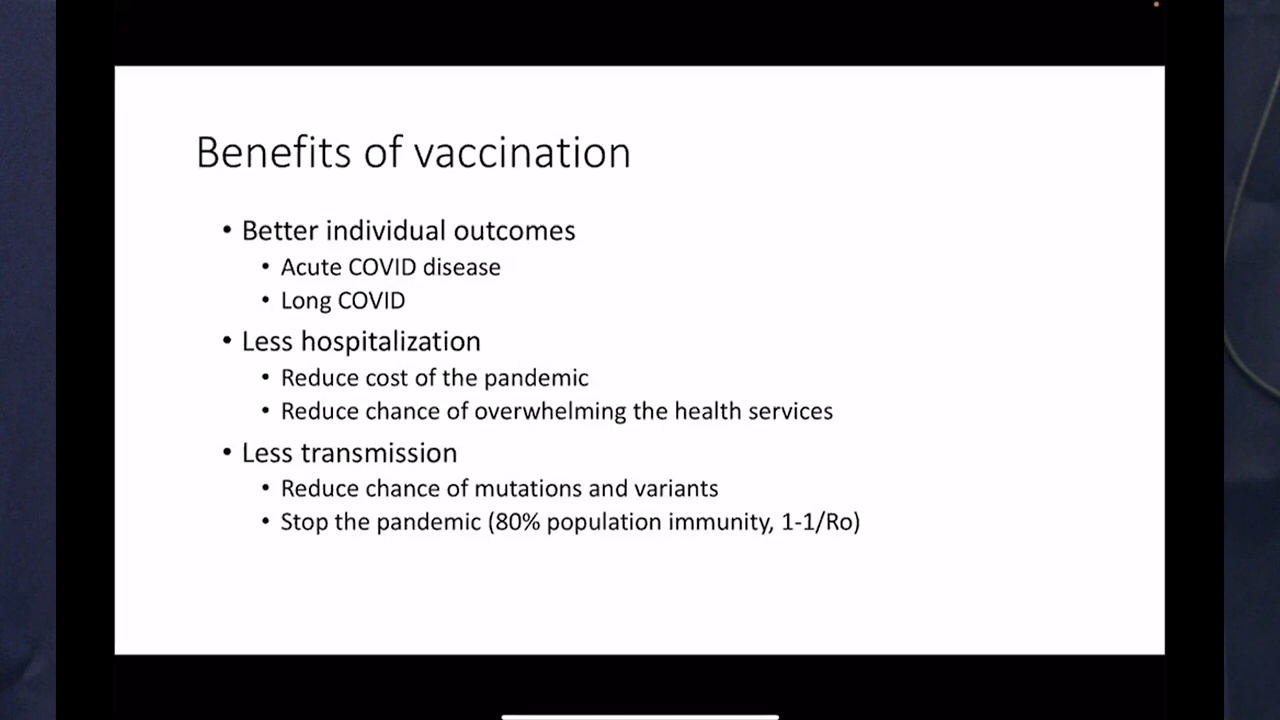 Benefits of vaccination
• Better individual outcomes
• Acute COVID disease
• Long COVID
• Less hospitalization
• Reduce cost of the pandemic
• Reduce chance of overwhelming the health services
• Less transmission
• Reduce chance of mutations and variants
• Stop the pandemic (80% population immunity, 1-1/Ro)